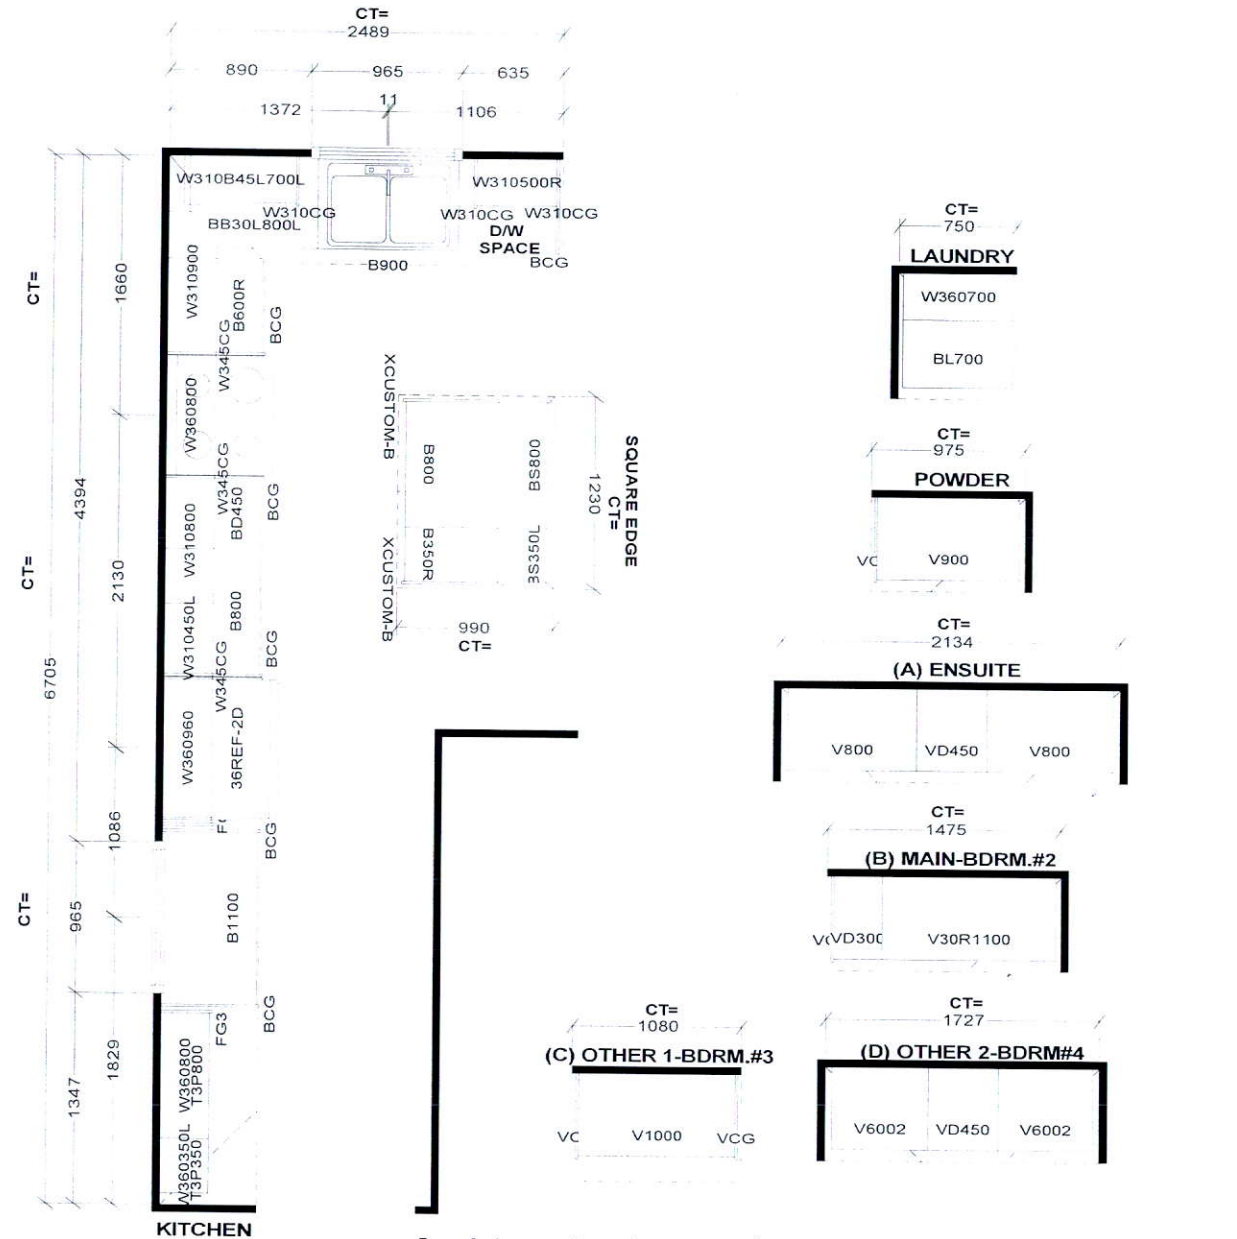 CT=
2489
890
965
635
11
1372
1106
W310B45L700L
W310CG
BB30L800L
W310500R
W310CG
W310CG
D/W
SPACE
BCG
B900
W310900
B600R
BCG
W345CG
W360800
W345CG
BD450
BCG
W310800
W310450L
B800
BCG
W345CG
W360960
36REF-2D
BCG
B1100
BCG
FG3
W360800
T3P800
W360350L
T3P350
KITCHEN
CT=
1660
4394
CT=
2130
6705
1086
CT=
965
1829
1347
XCUSTOM-B
B800
BS800
B350R
XCUSTOM-B
1230
CT=
SQUARE EDGE
990
CT=
CT=
750
LAUNDRY
W360700
BL700
CT=
975
POWDER
V900
CT=
2134
(A) ENSUITE
V800
VD450
V800
CT=
1475
(B) MAIN-BDRM.#2
VD300
V30R1100
CT=
1080
(C) OTHER 1-BDRM.#3
V1000
VCG
CT=
1727
(D) OTHER 2-BDRM#4
V6002
VD450
V6002